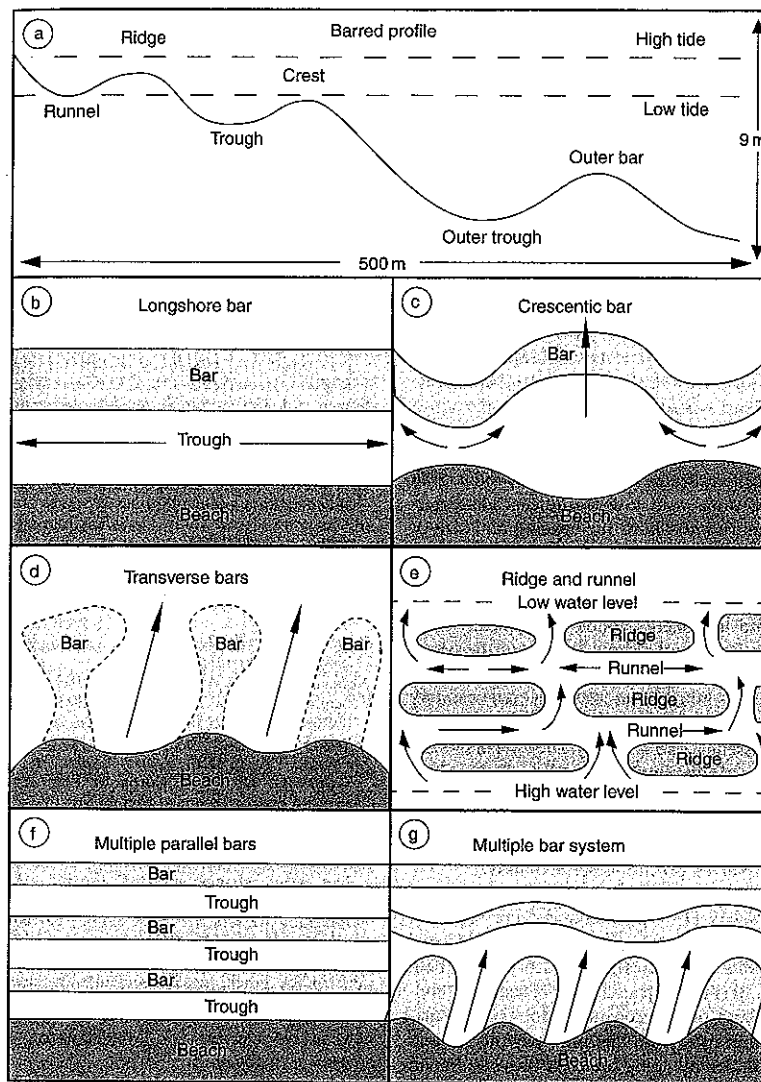 a
Barred profile
Ridge
High tide
Crest
Runnel
Low tide
Trough
9 m
Outer bar
Outer trough
500 m
b
Longshore bar
Bar
Trough
Beach
c
Crescentic bar
Bar
Beach
d
Transverse bars
Bar
Bar
Bar
Beach
e
Ridge and runnel
Low water level
Ridge
Runnel
Ridge
Runnel
Ridge
High water level
f
Multiple parallel bars
Bar
Trough
Bar
Trough
Bar
Trough
Beach
g
Multiple bar system
Beach